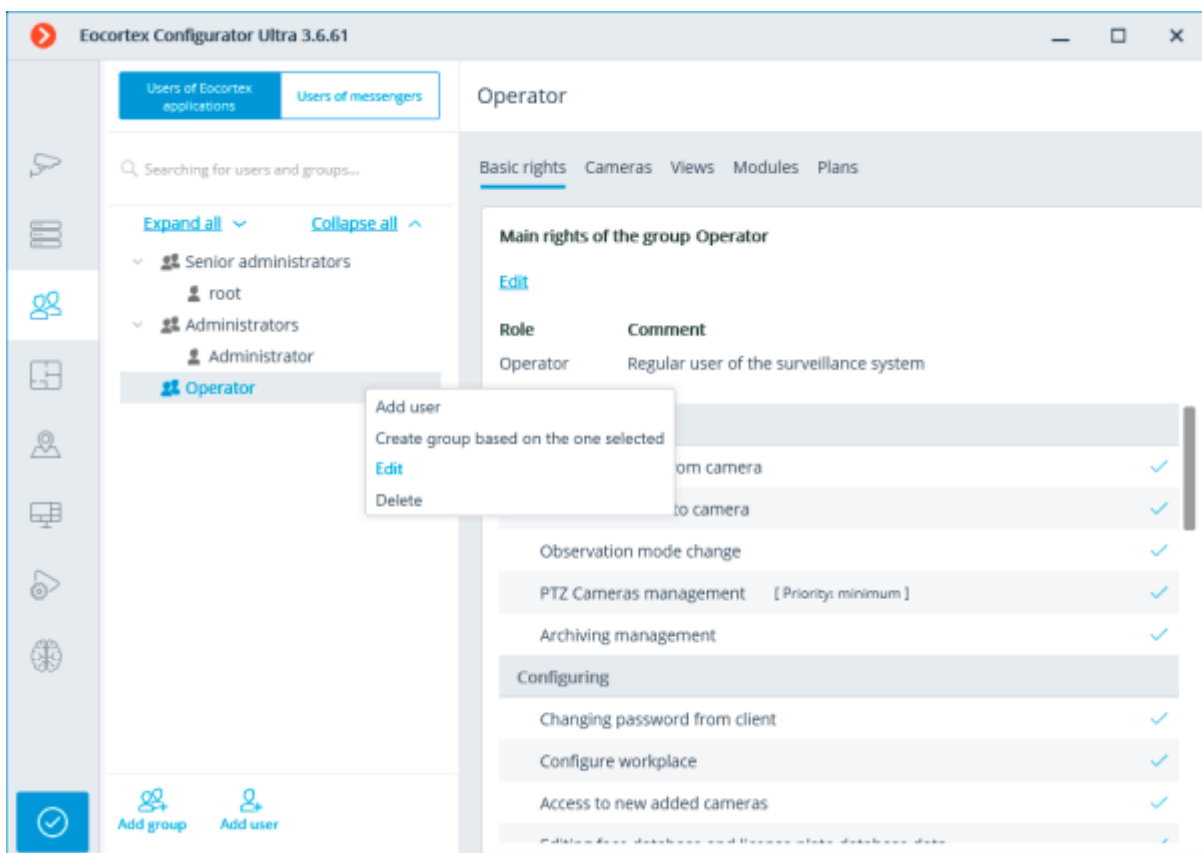 Eocortex Configurator Ultra 3.6.61
Users of Eocortex
applications
Users of messengers
Operator
Searching for users and groups...
Basic rights Cameras Views Modules Plans
Expand all
Collapse all
Senior administrators
root
Administrators
Administrator
Operator
Main rights of the group Operator
Edit
Role Comment
Operator Regular user of the surveillance system
Add user
Create group based on the one selected
Edit
Delete
om camera
to camera
Observation mode change
PTZ Cameras management [ Priority: minimum ]
Archiving management
Configuring
Changing password from client
Configure workplace
Access to new added cameras
Add group
Add user